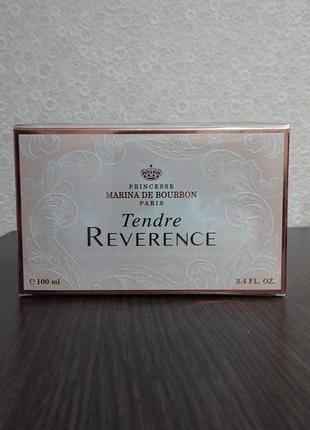 PRINCESSE
MARINA DE BOURBON
PARIS
Tendre
REVERENCE
℮ 100 ml 3.4 FL. OZ.